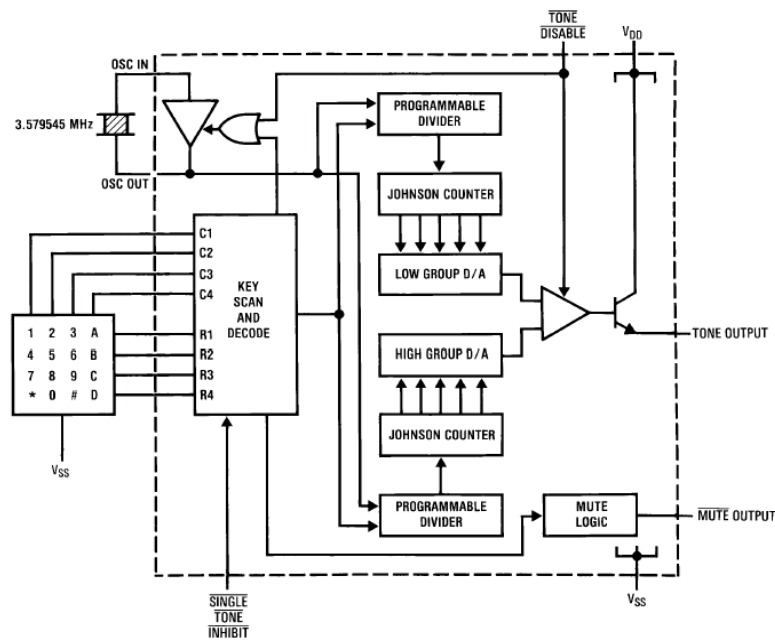 TONE
DISABLE
VDD
OSC IN
3.579545 MHz
OSC OUT
PROGRAMMABLE
DIVIDER
JOHNSON COUNTER
LOW GROUP D/A
C1
C2
C3
C4
KEY
SCAN
AND
DECODE
R1
R2
R3
R4
1 2 3 A
4 5 6 B
7 8 9 C
* 0 # D
VSS
HIGH GROUP D/A
JOHNSON COUNTER
PROGRAMMABLE
DIVIDER
TONE OUTPUT
MUTE
LOGIC
MUTE OUTPUT
VSS
SINGLE
TONE
INHIBIT